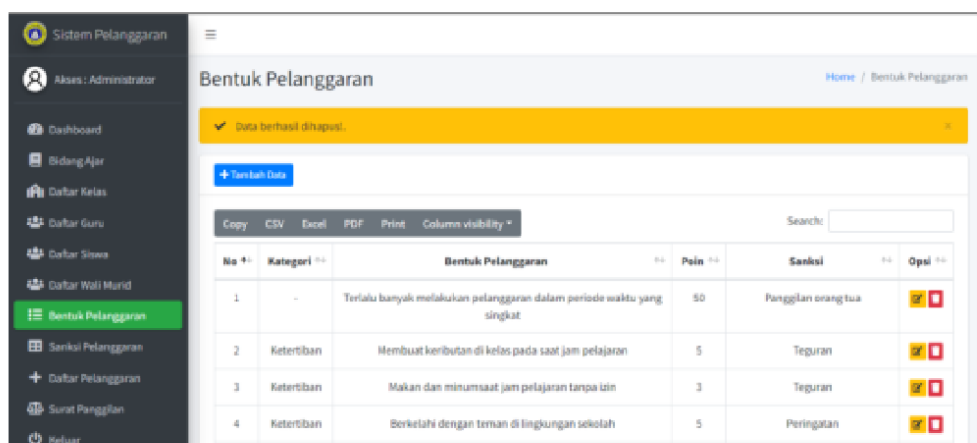 Sistem Pelanggaran
Akses : Administrator
Bentuk Pelanggaran
Home / Bentuk Pelanggaran
Dashboard
Data berhasil dihapus!.
×
Bidang Ajar
Daftar Kelas
Daftar Guru
Daftar Siswa
Daftar Wali Murid
Bentuk Pelanggaran
Sanksi Pelanggaran
Daftar Pelanggaran
Surat Panggilan
Keluar
+ Tambah Data
Copy CSV Excel PDF Print Column visibility
Search:
No Kategori Bentuk Pelanggaran Poin Sanksi Opsi
1 - Terlalu banyak melakukan pelanggaran dalam periode waktu yang 50 Panggilan orang tua
singkat
2 Ketertiban Membuat keributan di kelas pada saat jam pelajaran 5 Teguran
3 Ketertiban Makan dan minumsaat jam pelajaran tanpa izin 3 Teguran
4 Ketertiban Berkelahi dengan teman di lingkungan sekolah 5 Peringatan